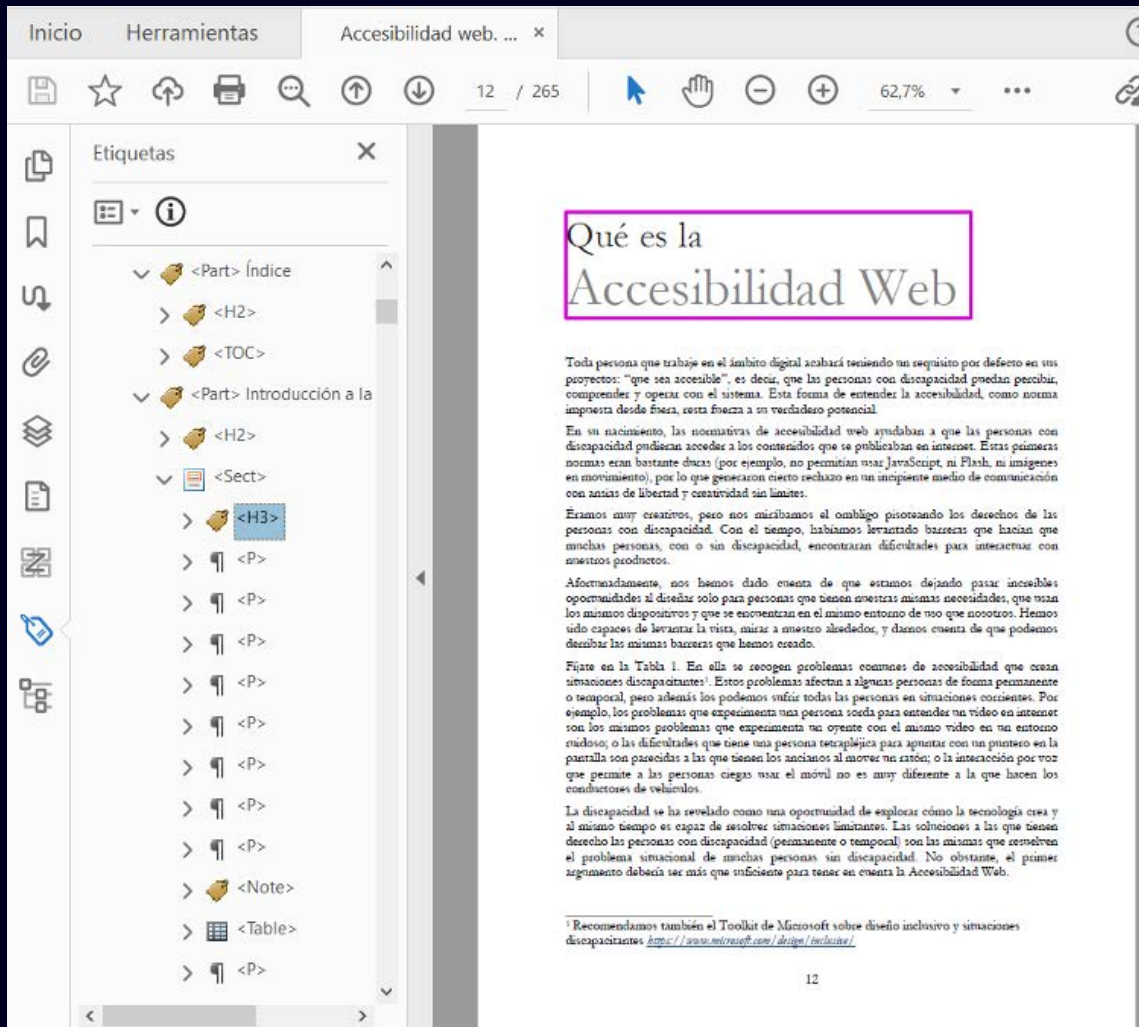 Inicio Herramientas Accesibilidad web. ... ×
12 / 265 62,7%
Etiquetas
<Part> Índice
<H2>
<TOC>
<Part> Introducción a la
<H2>
<Sect>
<H3>
<P>
<P>
<P>
<P>
<P>
<P>
<P>
<P>
<Note>
<Table>
<P>
Qué es la
Accesibilidad Web
Toda persona que trabaje en el ámbito digital acabará teniendo un requisito por defecto en sus
proyectos: “que sea accesible”, es decir, que las personas con discapacidad puedan percibir,
comprender y operar con el sistema. Esta forma de entender la accesibilidad, como norma
impuesta desde fuera, resta fuerza a su verdadero potencial.
En su nacimiento, las normativas de accesibilidad web ayudaban a que las personas con
discapacidad pudieran acceder a los contenidos que se publicaban en internet. Estas primeras
normas eran bastante duras (por ejemplo, no permitían usar JavaScript, ni Flash, ni imágenes
en movimiento), por lo que generaron cierto rechazo en un incipiente medio de comunicación
con ansias de libertad y creatividad sin límites.
Éramos muy creativos, pero nos mirábamos el ombligo pisoteando los derechos de las
personas con discapacidad. Con el tiempo, habíamos levantado barreras que hacían que
muchas personas, con o sin discapacidad, encontraran dificultades para interactuar con
nuestros productos.
Afortunadamente, nos hemos dado cuenta de que estamos dejando pasar increíbles
oportunidades al diseñar solo para personas que tienen nuestras mismas necesidades, que usan
los mismos dispositivos y que se encuentran en el mismo entorno de uso que nosotros. Hemos
sido capaces de levantar la vista, mirar a nuestro alrededor, y darnos cuenta de que podemos
derribar las mismas barreras que hemos creado.
Fíjate en la Tabla 1. En ella se recogen problemas comunes de accesibilidad que crean
situaciones discapacitantes¹. Estos problemas afectan a algunas personas de forma permanente
o temporal, pero además los podemos sufrir todas las personas en situaciones corrientes. Por
ejemplo, los problemas que experimenta una persona sorda para entender un vídeo en internet
son los mismos problemas que experimenta un oyente con el mismo vídeo en un entorno
ruidoso; o las dificultades que tiene una persona tetrapléjica para apuntar con un puntero en la
pantalla son parecidas a las que tienen los ancianos al mover un ratón; o la interacción por voz
que permite a las personas ciegas usar el móvil no es muy diferente a la que hacen los
conductores de vehículos.
La discapacidad se ha revelado como una oportunidad de explorar cómo la tecnología crea y
al mismo tiempo es capaz de resolver situaciones limitantes. Las soluciones a las que tienen
derecho las personas con discapacidad (permanente o temporal) son las mismas que resuelven
el problema situacional de muchas personas sin discapacidad. No obstante, el primer
argumento debería ser más que suficiente para tener en cuenta la Accesibilidad Web.
¹ Recomendamos también el Toolkit de Microsoft sobre diseño inclusivo y situaciones
discapacitantes https://www.microsoft.com/design/inclusive/
12